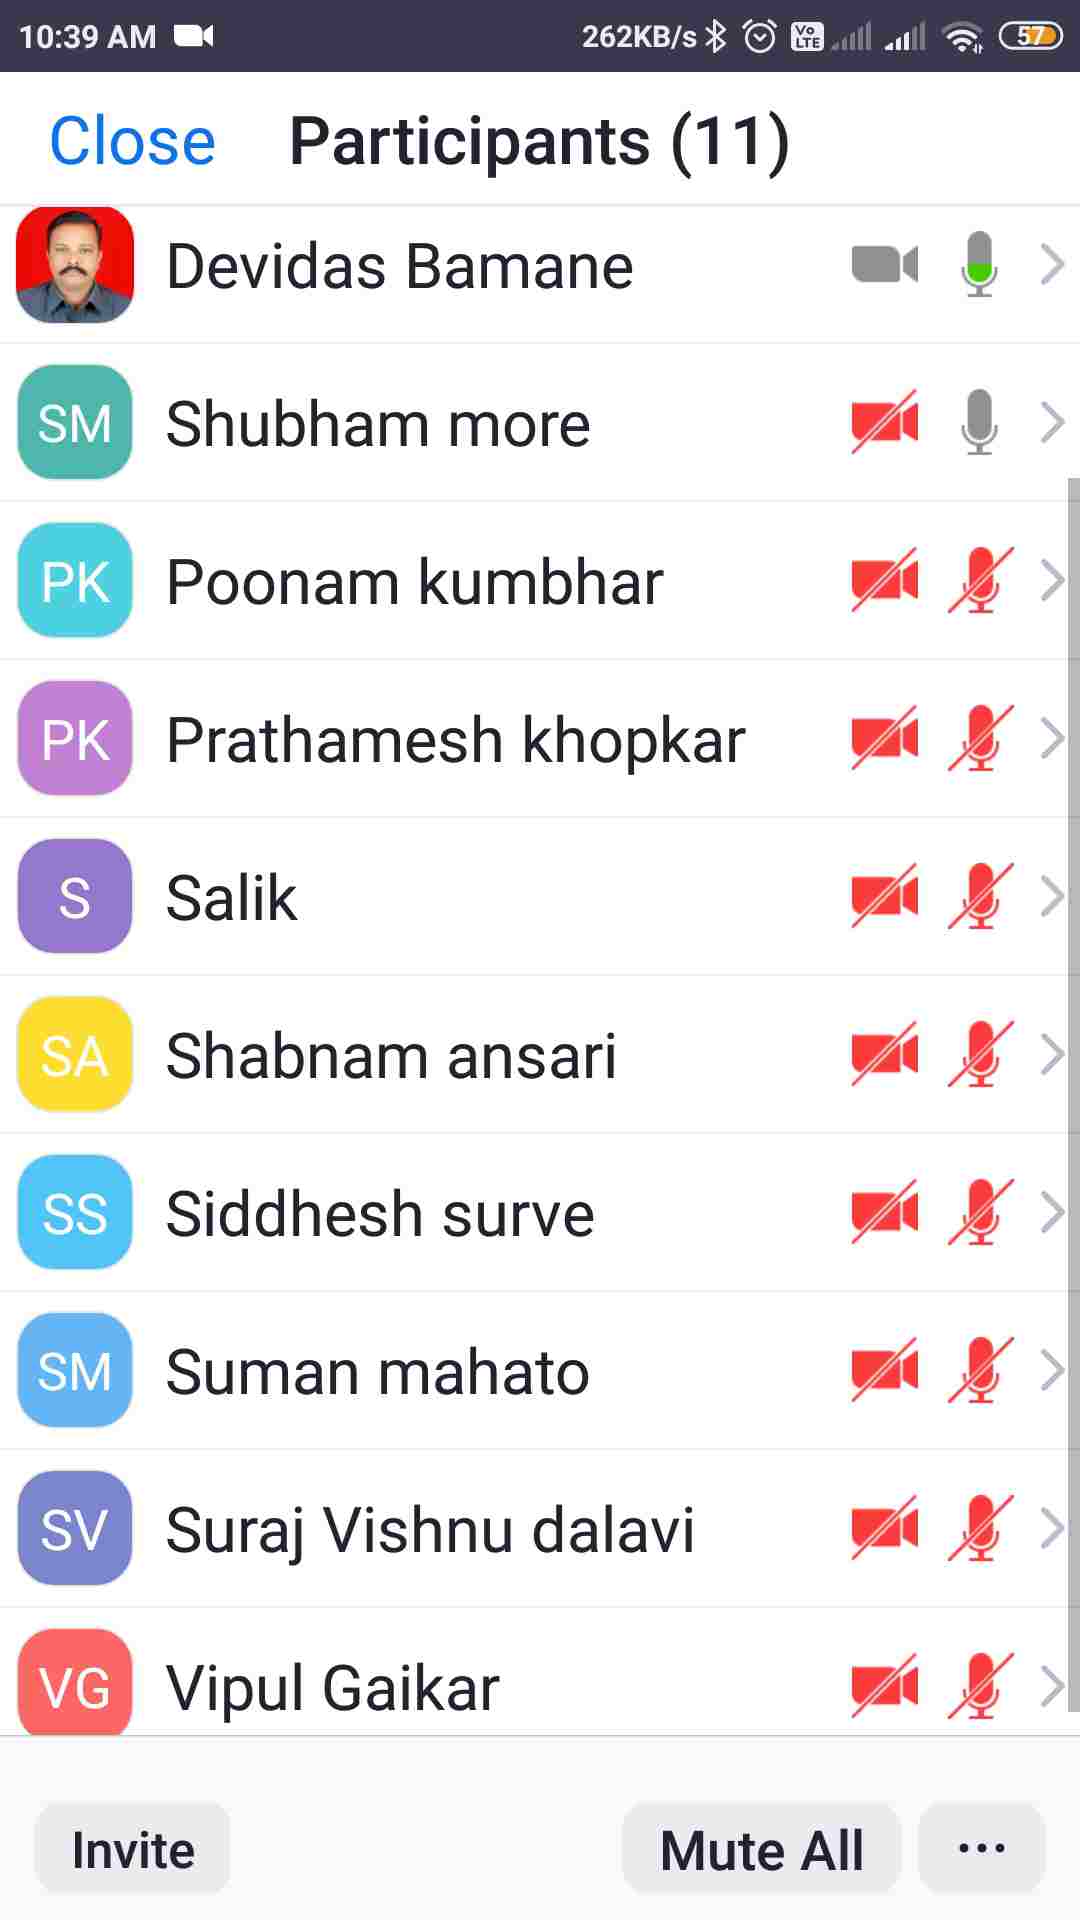 10:39 AM 262KB/s Vo LTE 57
Close Participants (11)
Devidas Bamane
SM Shubham more
PK Poonam kumbhar
PK Prathamesh khopkar
S Salik
SA Shabnam ansari
SS Siddhesh surve
SM Suman mahato
SV Suraj Vishnu dalavi
VG Vipul Gaikar
Invite Mute All ...